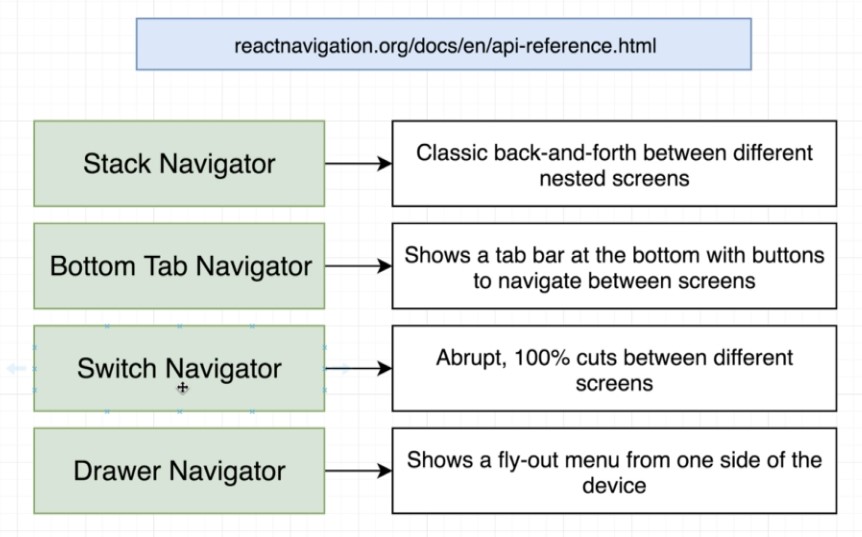 reactnavigation.org/docs/en/api-reference.html
Stack Navigator
Classic back-and-forth between different
nested screens
Bottom Tab Navigator
Shows a tab bar at the bottom with buttons
to navigate between screens
Switch Navigator
Abrupt, 100% cuts between different
screens
Drawer Navigator
Shows a fly-out menu from one side of the
device